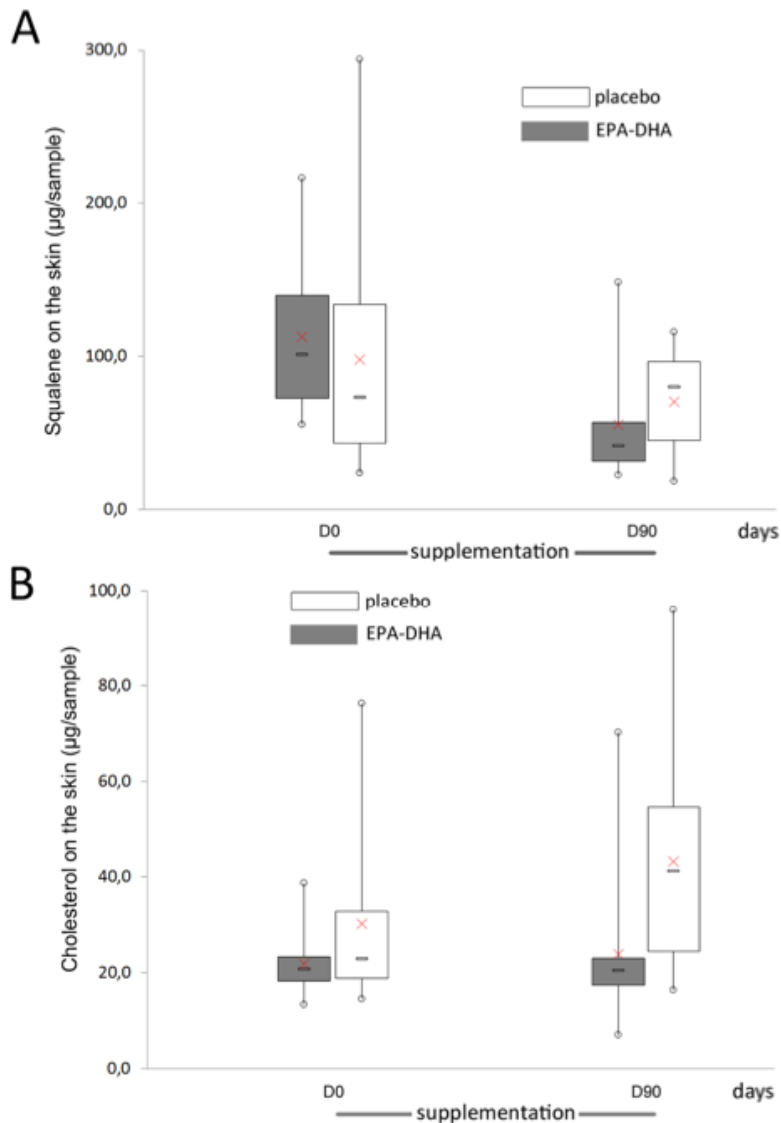 A
Squalene on the skin (µg/sample)
300,0
200,0
100,0
0,0
placebo
EPA-DHA
D0
D90
days
supplementation
B
Cholesterol on the skin (µg/sample)
100,0
80,0
60,0
40,0
20,0
0,0
placebo
EPA-DHA
D0
D90
days
supplementation